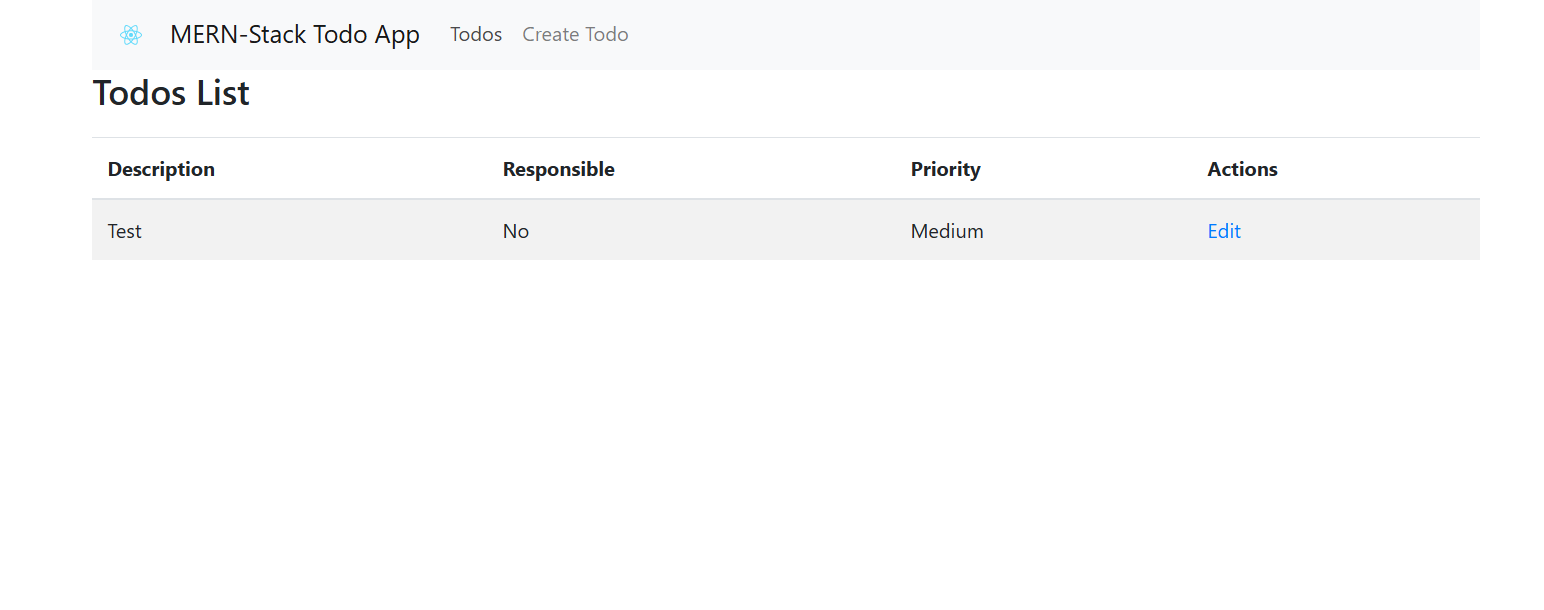 MERN-Stack Todo App Todos Create Todo
Todos List
Description Responsible Priority Actions
Test No Medium Edit